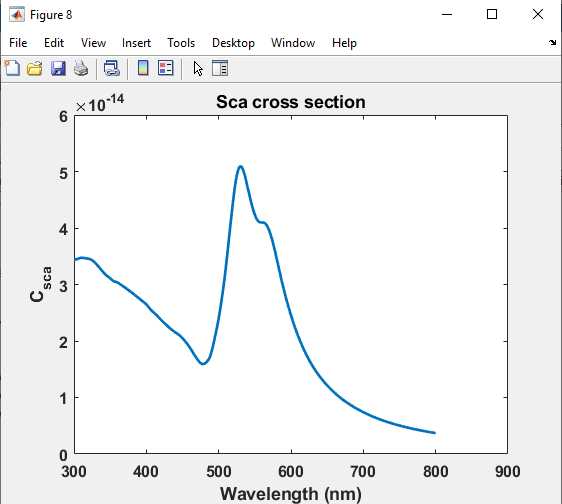 Figure 8
File Edit View Insert Tools Desktop Window Help
Sca cross section
×10-14
6
5
4
3
2
1
0
Csca
300 400 500 600 700 800 900
Wavelength (nm)